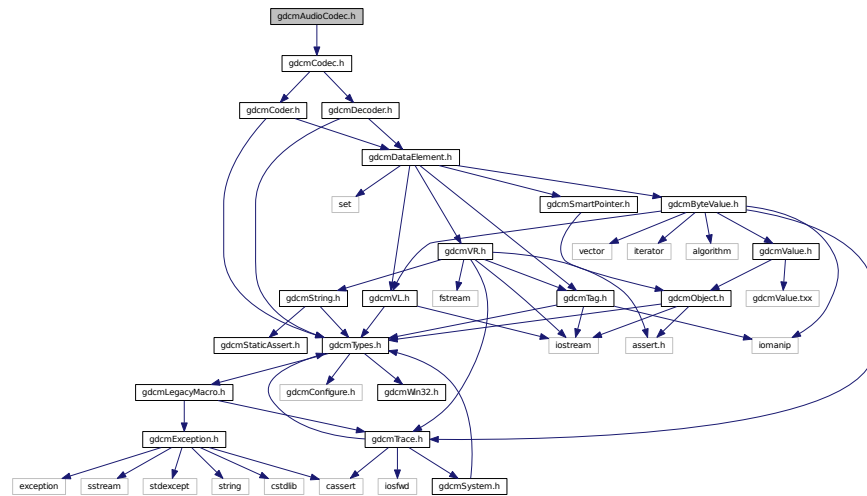 gdcmAudioCodec.h
gdcmCodec.h
gdcmCoder.h
gdcmDecoder.h
gdcmDataElement.h
set
gdcmSmartPointer.h
gdcmByteValue.h
gdcmVR.h
vector
iterator
algorithm
gdcmValue.h
gdcmString.h
gdcmVL.h
fstream
gdcmTag.h
gdcmObject.h
gdcmValue.txx
gdcmStaticAssert.h
gdcmTypes.h
iostream
assert.h
iomanip
gdcmLegacyMacro.h
gdcmConfigure.h
gdcmWin32.h
gdcmException.h
gdcmTrace.h
exception
sstream
stdexcept
string
cstdlib
cassert
iosfwd
gdcmSystem.h